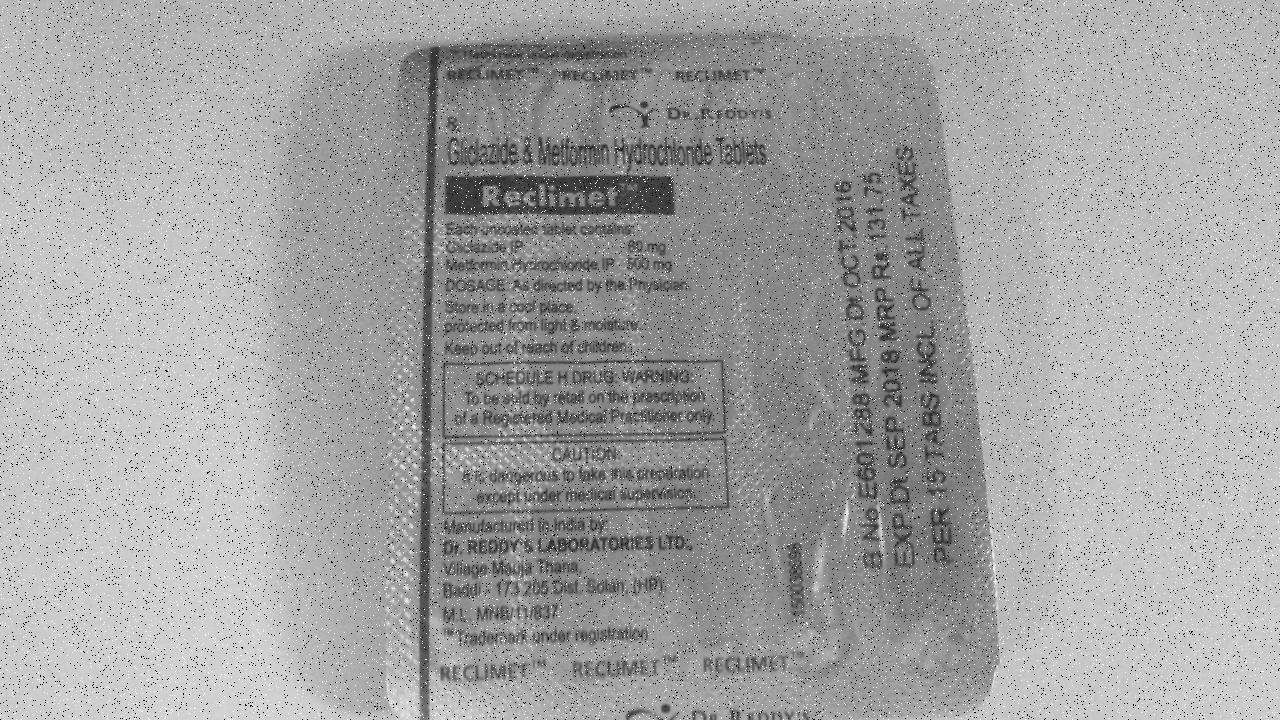 RECLIMET™ RECLIMET™ RECLIMET™
DR. REDDY'S
℞
Gliclazide & Metformin Hydrochloride Tablets
Reclimet™
Each uncoated tablet contains:
Gliclazide IP 80 mg
Metformin Hydrochloride IP 500 mg
DOSAGE: As directed by the Physician.
Store in a cool place,
protected from light & moisture.
Keep out of reach of children.
SCHEDULE H DRUG: WARNING:
To be sold by retail on the prescription
of a Registered Medical Practitioner only.
CAUTION:
It is dangerous to take this preparation
except under medical supervision.
Manufactured in India by:
Dr. REDDY'S LABORATORIES LTD.,
Village Mauja Thana,
Baddi - 173 205 Dist. Solan, (HP)
M.L. MNB/11/837
™ Trademark under registration
RECLIMET™ RECLIMET™ RECLIMET™
DR. REDDY'S
B.No.E601288 MFG.Dt.OCT.2016
EXP.Dt.SEP.2018 MRP Rs.131.75
PER 15 TABS INCL. OF ALL TAXES